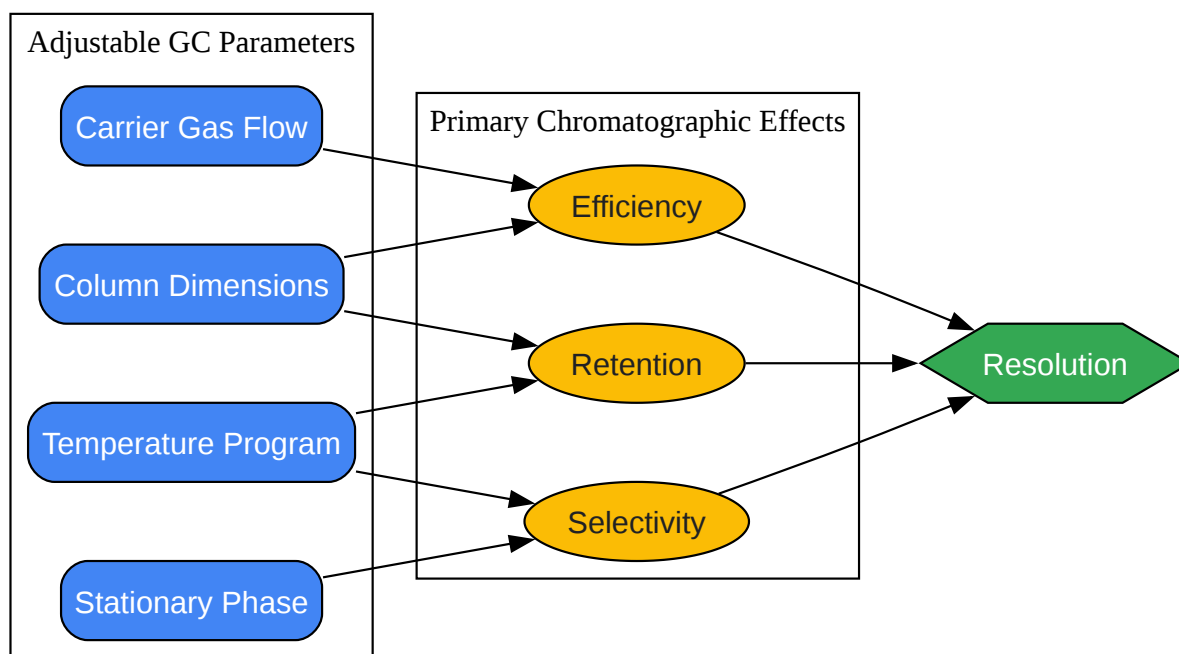 Adjustable GC Parameters
Carrier Gas Flow
Column Dimensions
Temperature Program
Stationary Phase
Primary Chromatographic Effects
Efficiency
Retention
Selectivity
Resolution